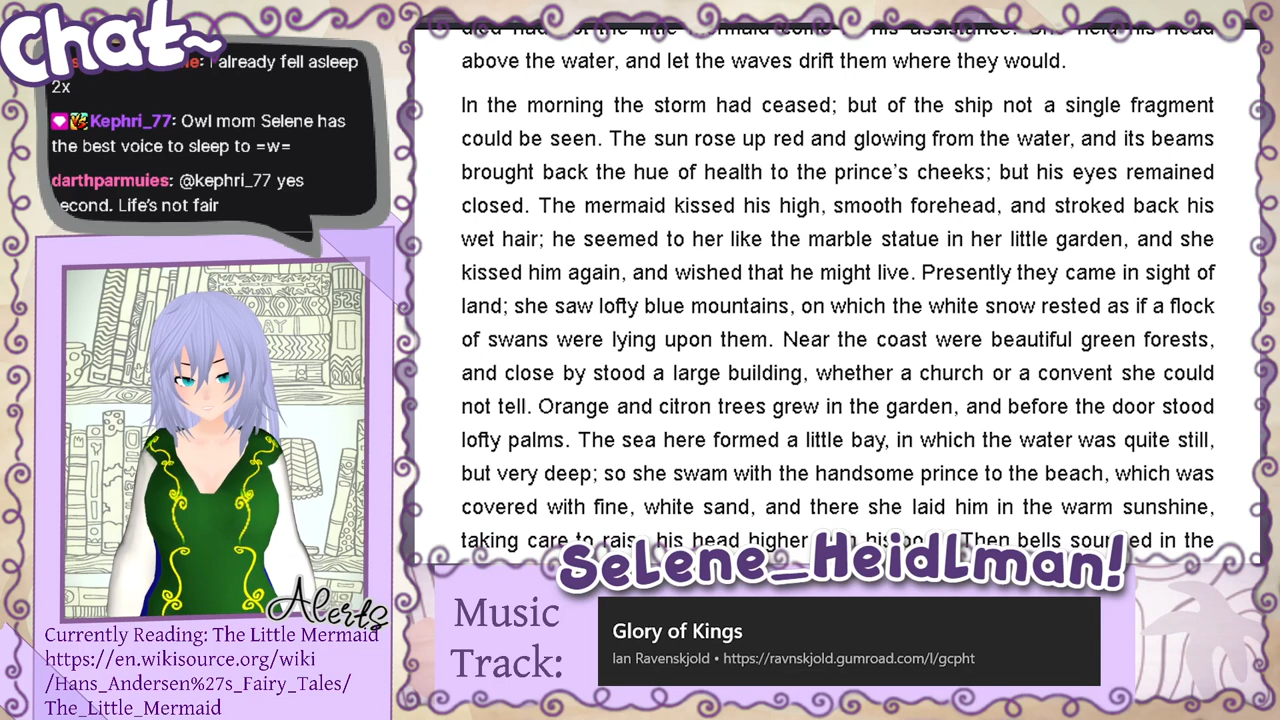 Chat~
already fell asleep
2x
Kephri_77: Owl mom Selene has
the best voice to sleep to =w=
darthparmuies: @kephri_77 yes
second. Life's not fair
above the water, and let the waves drift them where they would.
In the morning the storm had ceased; but of the ship not a single fragment
could be seen. The sun rose up red and glowing from the water, and its beams
brought back the hue of health to the prince's cheeks; but his eyes remained
closed. The mermaid kissed his high, smooth forehead, and stroked back his
wet hair; he seemed to her like the marble statue in her little garden, and she
kissed him again, and wished that he might live. Presently they came in sight of
land; she saw lofty blue mountains, on which the white snow rested as if a flock
of swans were lying upon them. Near the coast were beautiful green forests,
and close by stood a large building, whether a church or a convent she could
not tell. Orange and citron trees grew in the garden, and before the door stood
lofty palms. The sea here formed a little bay, in which the water was quite still,
but very deep; so she swam with the handsome prince to the beach, which was
covered with fine, white sand, and there she laid him in the warm sunshine,
taking care to raise his head higher Then bells sounded in the
Selene_Heidlman!
Alerts
Currently Reading: The Little Mermaid
https://en.wikisource.org/wiki
/Hans_Andersen%27s_Fairy_Tales/
The_Little_Mermaid
Music
Track:
Glory of Kings
Ian Ravenskjold • https://ravnskjold.gumroad.com/l/gcpht